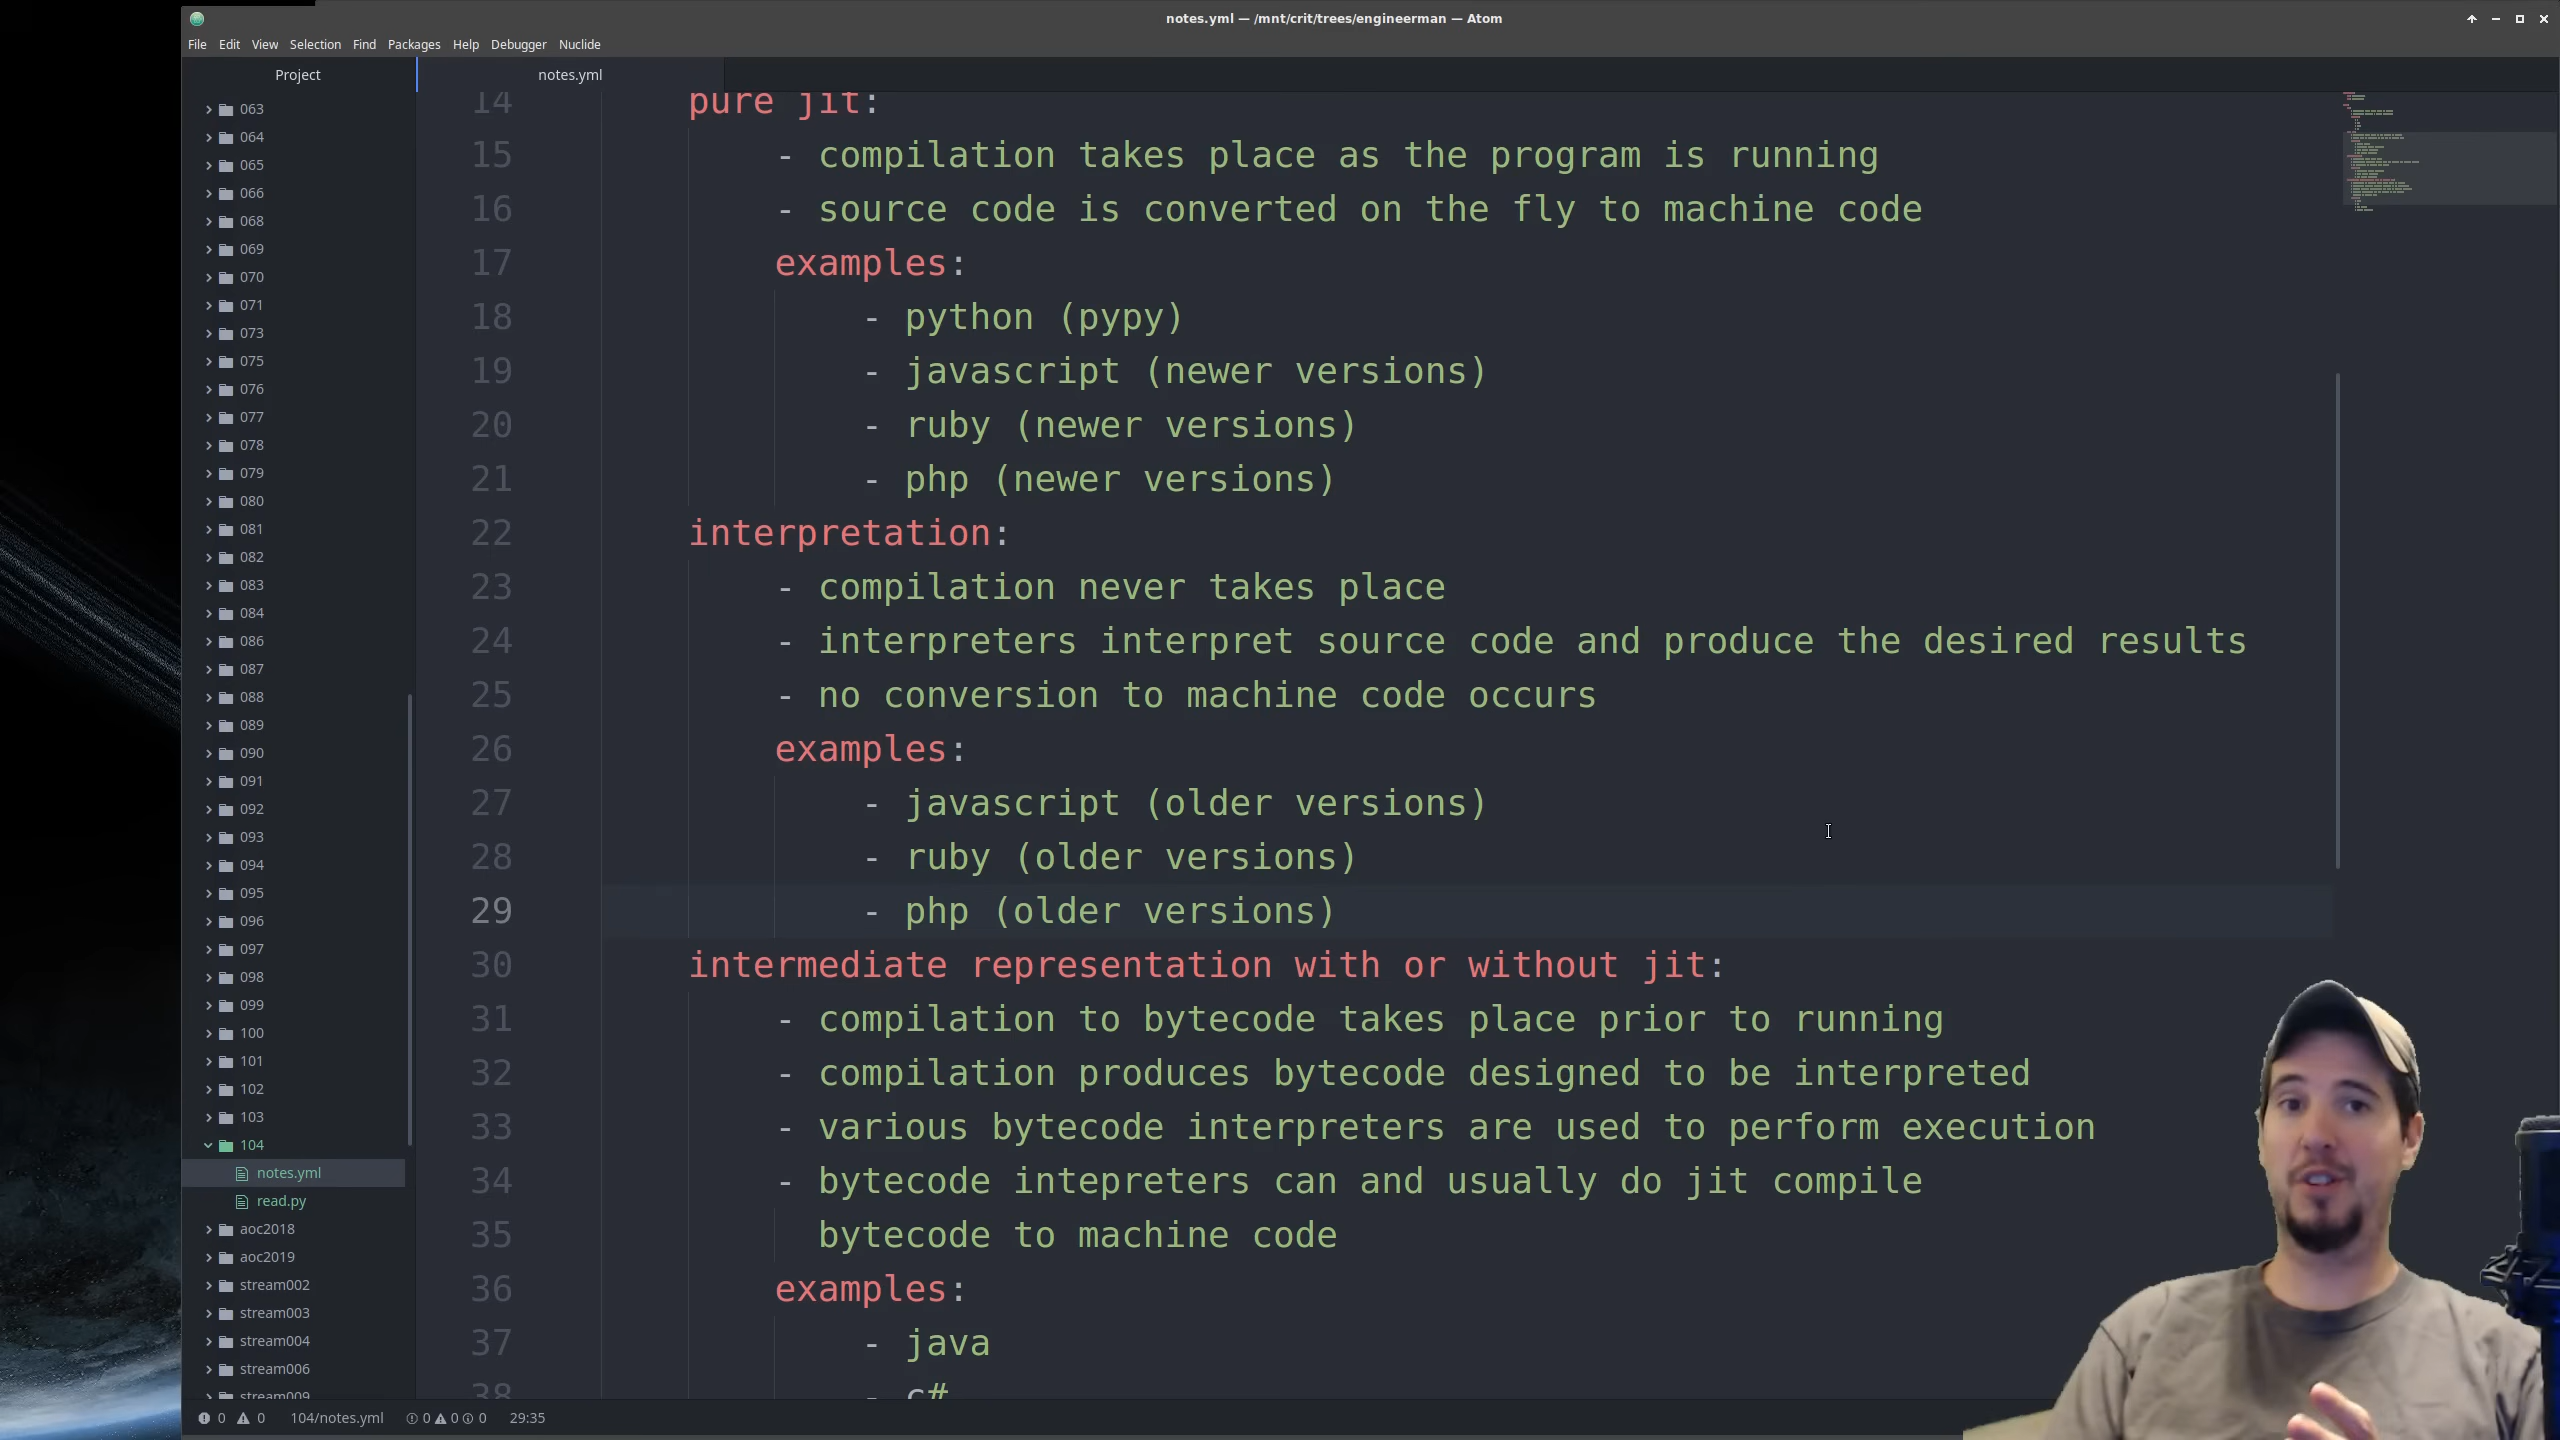 notes.yml — /mnt/crit/trees/engineerman — Atom
File Edit View Selection Find Packages Help Debugger Nuclide
Project
063
064
065
066
068
069
070
071
073
075
076
077
078
079
080
081
082
083
084
086
087
088
089
090
091
092
093
094
095
096
097
098
099
100
101
102
103
104
notes.yml
read.py
aoc2018
aoc2019
stream002
stream003
stream004
stream006
stream009
notes.yml
14 pure jit:
15 - compilation takes place as the program is running
16 - source code is converted on the fly to machine code
17 examples:
18 - python (pypy)
19 - javascript (newer versions)
20 - ruby (newer versions)
21 - php (newer versions)
22 interpretation:
23 - compilation never takes place
24 - interpreters interpret source code and produce the desired results
25 - no conversion to machine code occurs
26 examples:
27 - javascript (older versions)
28 - ruby (older versions)
29 - php (older versions)
30 intermediate representation with or without jit:
31 - compilation to bytecode takes place prior to running
32 - compilation produces bytecode designed to be interpreted
33 - various bytecode interpreters are used to perform execution
34 - bytecode intepreters can and usually do jit compile
35 bytecode to machine code
36 examples:
37 - java
38 - c#
0 0 104/notes.yml 0 0 0 29:35